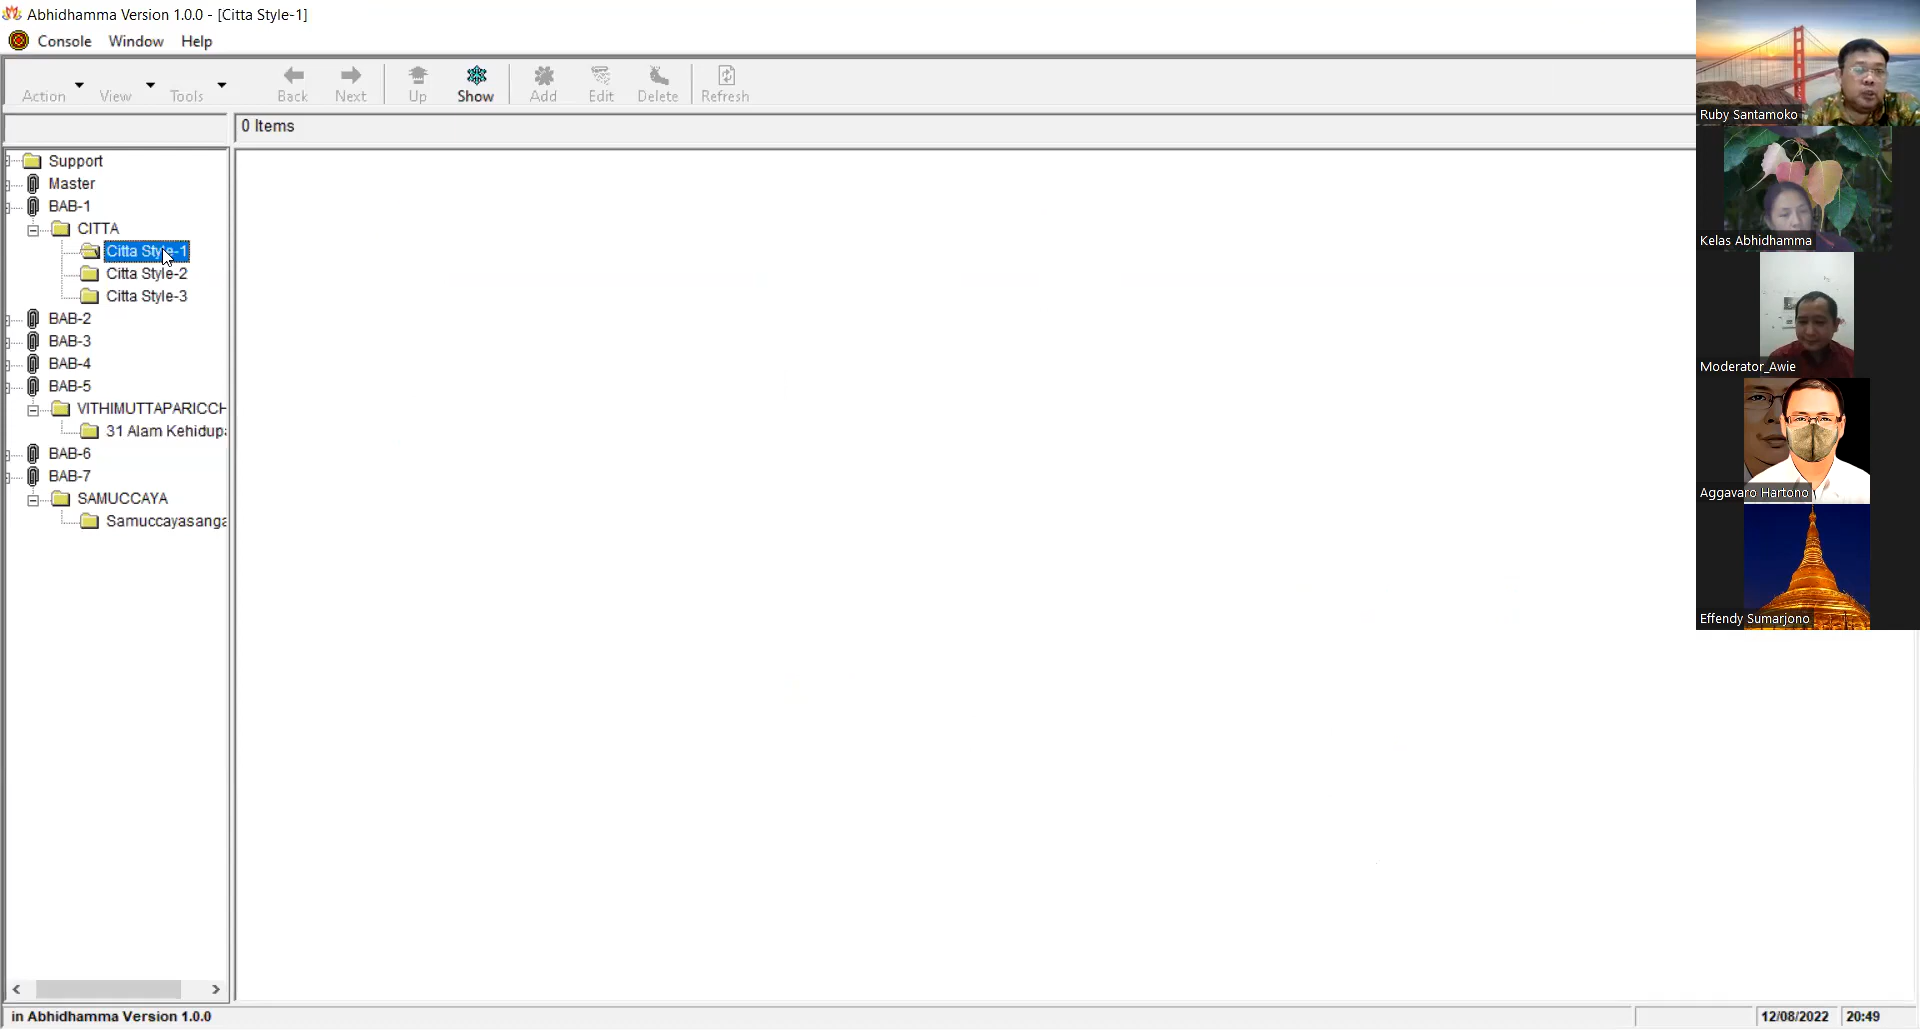 Abhidhamma Version 1.0.0 - [Citta Style-1]
Console Window Help
Action View Tools Back Next Up Show Add Edit Delete Refresh
0 Items
Support
Master
BAB-1
CITTA
Citta Style-1
Citta Style-2
Citta Style-3
BAB-2
BAB-3
BAB-4
BAB-5
VITHIMUTTAPARICCH
31 Alam Kehidupa
BAB-6
BAB-7
SAMUCCAYA
Samuccayasanga
in Abhidhamma Version 1.0.0
12/08/2022 20:49
Ruby Santamoko
Kelas Abhidhamma
Moderator_Awie
Aggavaro Hartono
Effendy Sumarjono